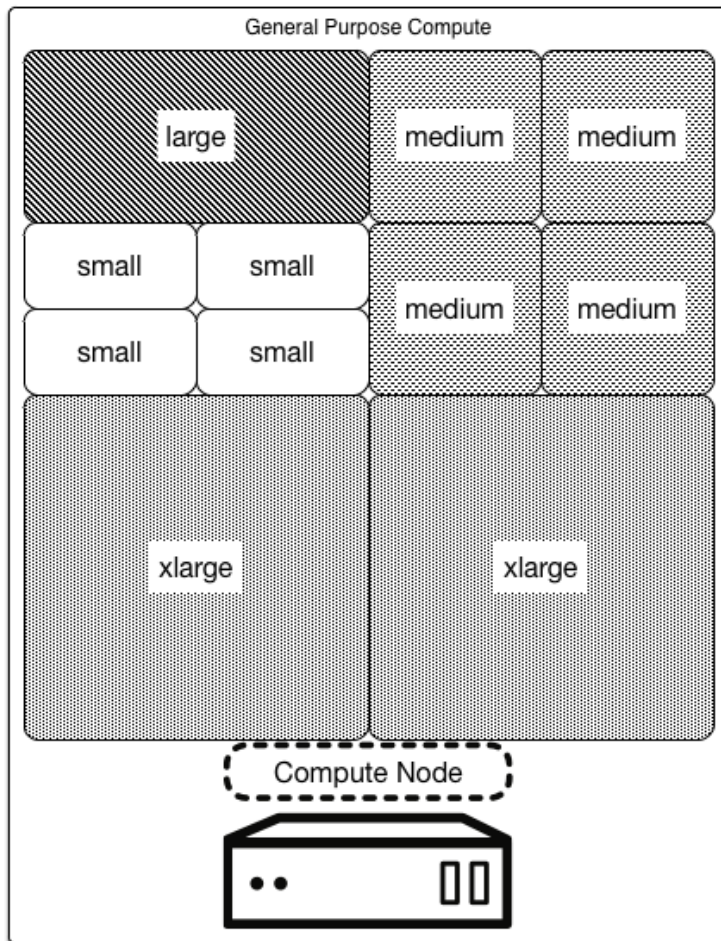 General Purpose Compute
large
medium
medium
small
small
medium
medium
small
small
xlarge
xlarge
Compute Node